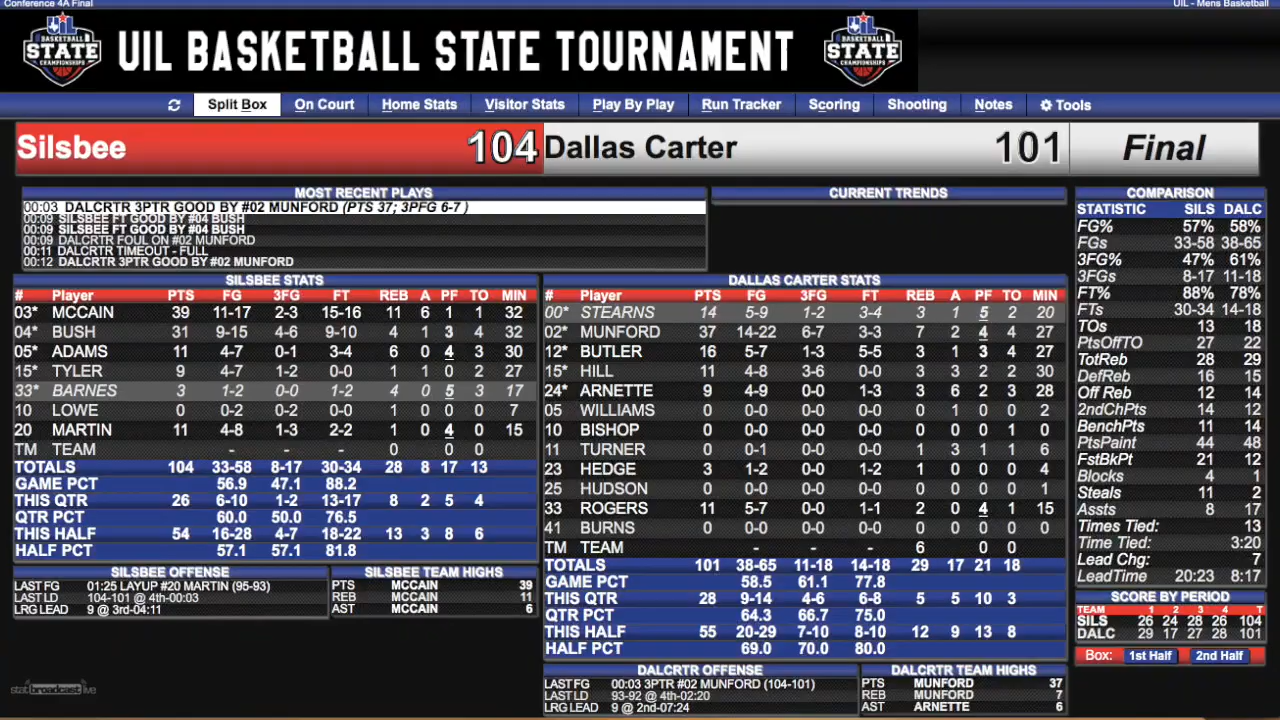 Conference 4A Final
UIL - Mens Basketball
BASKETBALL STATE CHAMPIONSHIPS
UIL BASKETBALL STATE TOURNAMENT
BASKETBALL STATE CHAMPIONSHIPS
Split Box On Court Home Stats Visitor Stats Play By Play Run Tracker Scoring Shooting Notes Tools
Silsbee 104 Dallas Carter 101 Final
MOST RECENT PLAYS
00:03 DALCRTR 3PTR GOOD BY #02 MUNFORD (PTS 37; 3PFG 6-7 )
00:09 SILSBEE FT GOOD BY #04 BUSH
00:09 SILSBEE FT GOOD BY #04 BUSH
00:09 DALCRTR FOUL ON #02 MUNFORD
00:11 DALCRTR TIMEOUT - FULL
00:12 DALCRTR 3PTR GOOD BY #02 MUNFORD
CURRENT TRENDS
SILSBEE STATS
# Player PTS FG 3FG FT REB A PF TO MIN
03* MCCAIN 39 11-17 2-3 15-16 11 6 1 1 32
04* BUSH 31 9-15 4-6 9-10 4 1 3 4 32
05* ADAMS 11 4-7 0-1 3-4 6 0 4 3 30
15* TYLER 9 4-7 1-2 0-0 1 1 0 2 27
33* BARNES 3 1-2 0-0 1-2 4 0 5 3 17
10 LOWE 0 0-2 0-2 0-0 1 0 0 0 7
20 MARTIN 11 4-8 1-3 2-2 1 0 4 0 15
TM TEAM - - - 0 0 0
TOTALS 104 33-58 8-17 30-34 28 8 17 13
GAME PCT 56.9 47.1 88.2
THIS QTR 26 6-10 1-2 13-17 8 2 5 4
QTR PCT 60.0 50.0 76.5
THIS HALF 54 16-28 4-7 18-22 13 3 8 6
HALF PCT 57.1 57.1 81.8
SILSBEE OFFENSE
LAST FG 01:25 LAYUP #20 MARTIN (95-93)
LAST LD 104-101 @ 4th-00:03
LRG LEAD 9 @ 3rd-04:11
SILSBEE TEAM HIGHS
PTS MCCAIN 39
REB MCCAIN 11
AST MCCAIN 6
DALLAS CARTER STATS
# Player PTS FG 3FG FT REB A PF TO MIN
00* STEARNS 14 5-9 1-2 3-4 3 1 5 2 20
02* MUNFORD 37 14-22 6-7 3-3 7 2 4 4 27
12* BUTLER 16 5-7 1-3 5-5 3 1 3 4 27
15* HILL 11 4-8 3-6 0-0 3 3 2 2 30
24* ARNETTE 9 4-9 0-0 1-3 3 6 2 3 28
05 WILLIAMS 0 0-0 0-0 0-0 0 1 0 0 2
10 BISHOP 0 0-0 0-0 0-0 0 0 1 0
11 TURNER 0 0-1 0-0 0-0 1 3 1 1 6
23 HEDGE 3 1-2 0-0 1-2 1 0 0 0 4
25 HUDSON 0 0-0 0-0 0-0 0 0 0 0 1
33 ROGERS 11 5-7 0-0 1-1 2 0 4 1 15
41 BURNS 0 0-0 0-0 0-0 0 0 0 0 0
TM TEAM - - - 6 0 0
TOTALS 101 38-65 11-18 14-18 29 17 21 18
GAME PCT 58.5 61.1 77.8
THIS QTR 28 9-14 4-6 6-8 5 5 10 3
QTR PCT 64.3 66.7 75.0
THIS HALF 55 20-29 7-10 8-10 12 9 13 8
HALF PCT 69.0 70.0 80.0
DALCRTR OFFENSE
LAST FG 00:03 3PTR #02 MUNFORD (104-101)
LAST LD 93-92 @ 4th-02:20
LRG LEAD 9 @ 2nd-07:24
DALCRTR TEAM HIGHS
PTS MUNFORD 37
REB MUNFORD 7
AST ARNETTE 6
COMPARISON
STATISTIC SILS DALC
FG% 57% 58%
FGs 33-58 38-65
3FG% 47% 61%
3FGs 8-17 11-18
FT% 88% 78%
FTs 30-34 14-18
TOs 13 18
PtsOffTO 27 22
TotReb 28 29
DefReb 16 15
Off Reb 12 14
2ndChPts 14 12
BenchPts 11 14
PtsPaint 44 48
FstBkPt 21 12
Blocks 4 1
Steals 11 2
Assts 8 17
Times Tied: 13
Time Tied: 3:20
Lead Chg: 7
LeadTime 20:23 8:17
SCORE BY PERIOD
TEAM 1 2 3 4 T
SILS 26 24 28 26 104
DALC 29 17 27 28 101
Box: 1st Half 2nd Half
statbroadcast live